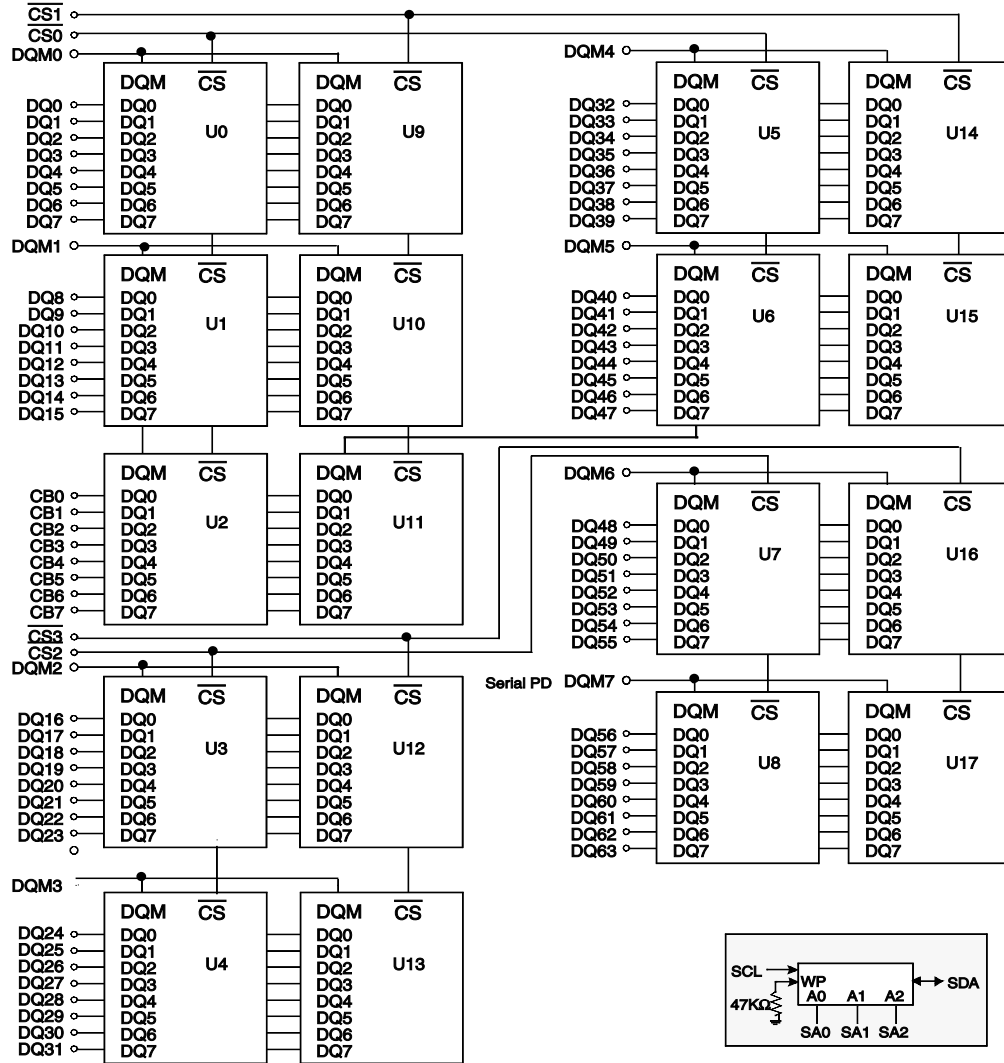 CS1
CS0
DQM0
DQM CS
DQ0 DQ0
DQ1 DQ1
DQ2 DQ2
DQ3 DQ3
DQ4 DQ4
DQ5 DQ5
DQ6 DQ6
DQ7 DQ7
U0
DQM CS
DQ0
DQ1
DQ2
DQ3
DQ4
DQ5
DQ6
DQ7
U9
DQM1
DQM CS
DQ8 DQ0
DQ9 DQ1
DQ10 DQ2
DQ11 DQ3
DQ12 DQ4
DQ13 DQ5
DQ14 DQ6
DQ15 DQ7
U1
DQM CS
DQ0
DQ1
DQ2
DQ3
DQ4
DQ5
DQ6
DQ7
U10
DQM CS
CB0 DQ0
CB1 DQ1
CB2 DQ2
CB3 DQ3
CB4 DQ4
CB5 DQ5
CB6 DQ6
CB7 DQ7
U2
DQM CS
DQ0
DQ1
DQ2
DQ3
DQ4
DQ5
DQ6
DQ7
U11
CS3
CS2
DQM2
DQM CS
DQ16 DQ0
DQ17 DQ1
DQ18 DQ2
DQ19 DQ3
DQ20 DQ4
DQ21 DQ5
DQ22 DQ6
DQ23 DQ7
U3
DQM CS
DQ0
DQ1
DQ2
DQ3
DQ4
DQ5
DQ6
DQ7
U12
DQM3
DQM CS
DQ24 DQ0
DQ25 DQ1
DQ26 DQ2
DQ27 DQ3
DQ28 DQ4
DQ29 DQ5
DQ30 DQ6
DQ31 DQ7
U4
DQM CS
DQ0
DQ1
DQ2
DQ3
DQ4
DQ5
DQ6
DQ7
U13
DQM4
DQM CS
DQ32 DQ0
DQ33 DQ1
DQ34 DQ2
DQ35 DQ3
DQ36 DQ4
DQ37 DQ5
DQ38 DQ6
DQ39 DQ7
U5
DQM CS
DQ0
DQ1
DQ2
DQ3
DQ4
DQ5
DQ6
DQ7
U14
DQM5
DQM CS
DQ40 DQ0
DQ41 DQ1
DQ42 DQ2
DQ43 DQ3
DQ44 DQ4
DQ45 DQ5
DQ46 DQ6
DQ47 DQ7
U6
DQM CS
DQ0
DQ1
DQ2
DQ3
DQ4
DQ5
DQ6
DQ7
U15
DQM6
DQM CS
DQ48 DQ0
DQ49 DQ1
DQ50 DQ2
DQ51 DQ3
DQ52 DQ4
DQ53 DQ5
DQ54 DQ6
DQ55 DQ7
U7
DQM CS
DQ0
DQ1
DQ2
DQ3
DQ4
DQ5
DQ6
DQ7
U16
Serial PD
DQM7
DQM CS
DQ56 DQ0
DQ57 DQ1
DQ58 DQ2
DQ59 DQ3
DQ60 DQ4
DQ61 DQ5
DQ62 DQ6
DQ63 DQ7
U8
DQM CS
DQ0
DQ1
DQ2
DQ3
DQ4
DQ5
DQ6
DQ7
U17
SCL
WP
SDA
47KΩ
A0 A1 A2
SA0 SA1 SA2